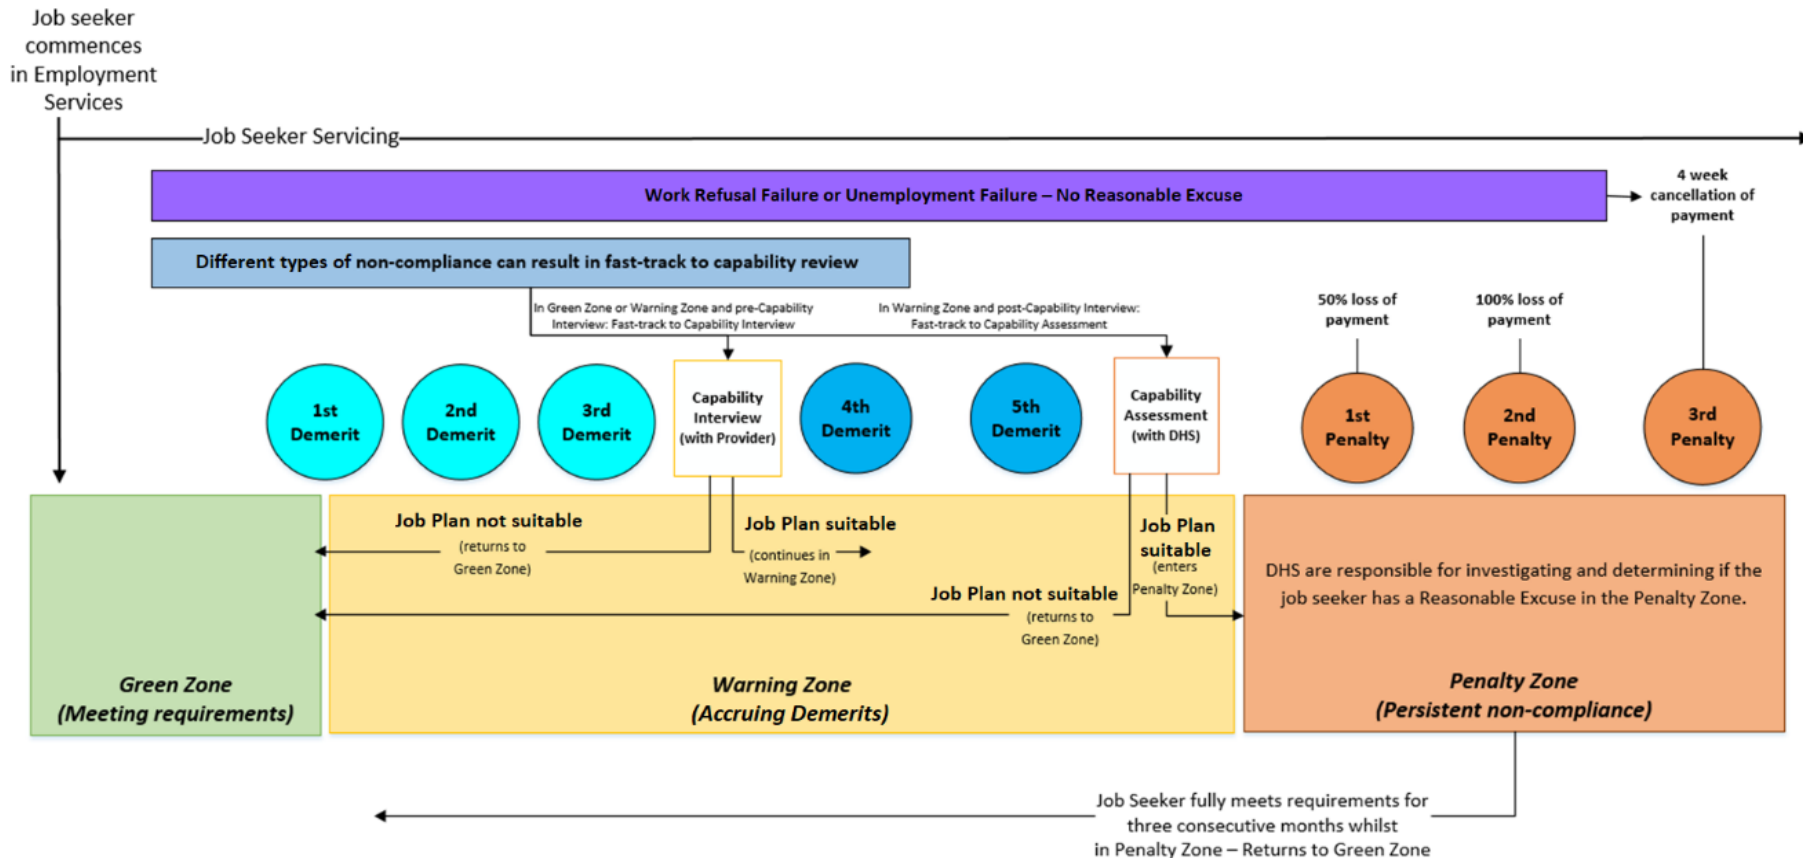 Job seeker
commences
in Employment
Services
Job Seeker Servicing
Work Refusal Failure or Unemployment Failure – No Reasonable Excuse
4 week
cancellation of
payment
Different types of non-compliance can result in fast-track to capability review
In Green Zone or Warning Zone and pre-Capability
Interview: Fast-track to Capability Interview
In Warning Zone and post-Capability Interview:
Fast-track to Capability Assessment
50% loss of
payment
100% loss of
payment
1st
Demerit
2nd
Demerit
3rd
Demerit
Capability
Interview
(with Provider)
4th
Demerit
5th
Demerit
Capability
Assessment
(with DHS)
1st
Penalty
2nd
Penalty
3rd
Penalty
Job Plan not suitable
(returns to
Green Zone)
Job Plan suitable
(continues in
Warning Zone)
Job Plan not suitable
(returns to
Green Zone)
Job Plan
suitable
(enters
Penalty Zone)
DHS are responsible for investigating and determining if the
job seeker has a Reasonable Excuse in the Penalty Zone.
Green Zone
(Meeting requirements)
Warning Zone
(Accruing Demerits)
Penalty Zone
(Persistent non-compliance)
Job Seeker fully meets requirements for
three consecutive months whilst
in Penalty Zone – Returns to Green Zone